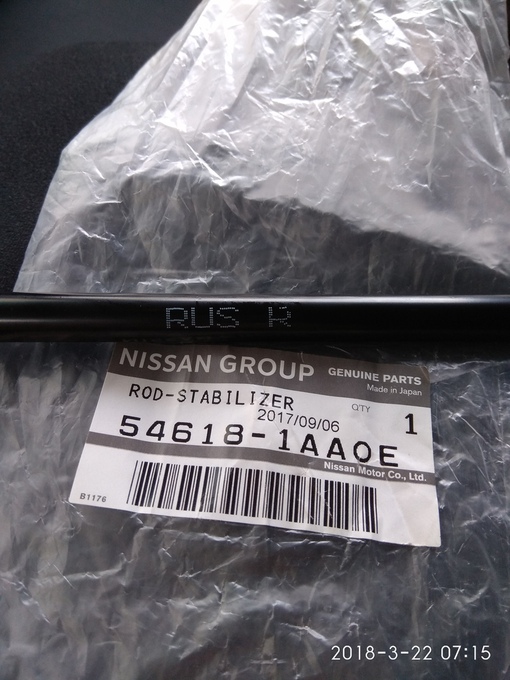 RUS R
NISSAN GROUP GENUINE PARTS
Made in Japan
ROD-STABILIZER QTY 1
2017/09/06
54618-1AA0E
Nissan Motor Co., Ltd.
B1176
2018-3-22 07:15